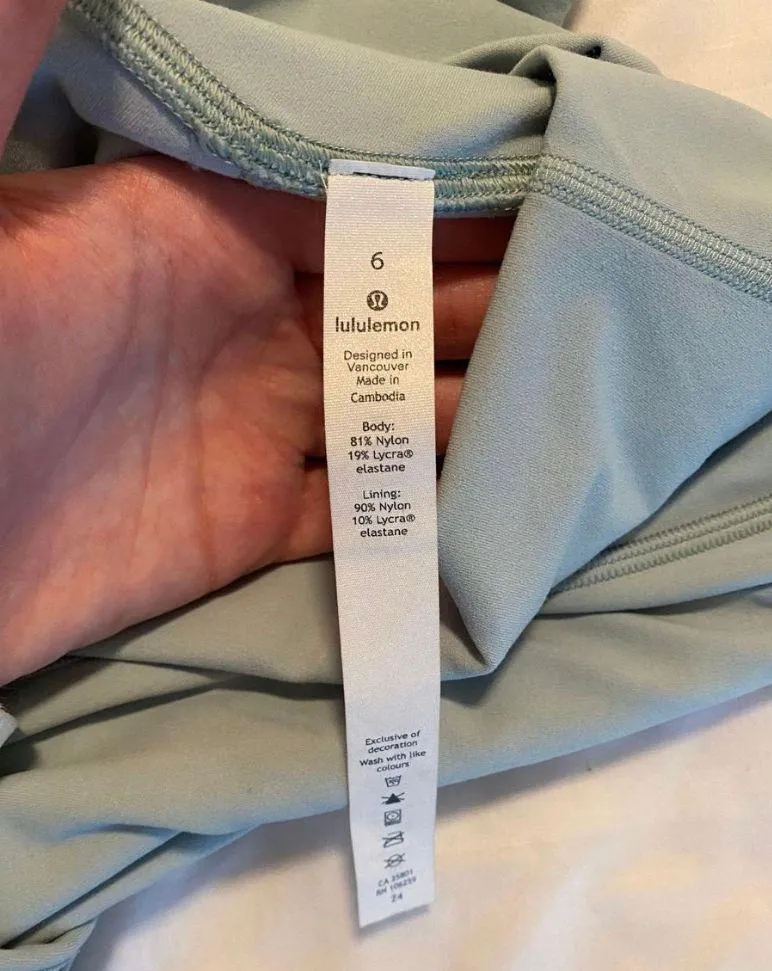 6
lululemon
Designed in
Vancouver
Made in
Cambodia
Body:
81% Nylon
19% Lycra®
elastane
Lining:
90% Nylon
10% Lycra®
elastane
Exclusive of
decoration
Wash with like
colours
CA 35801
RN 106259
24